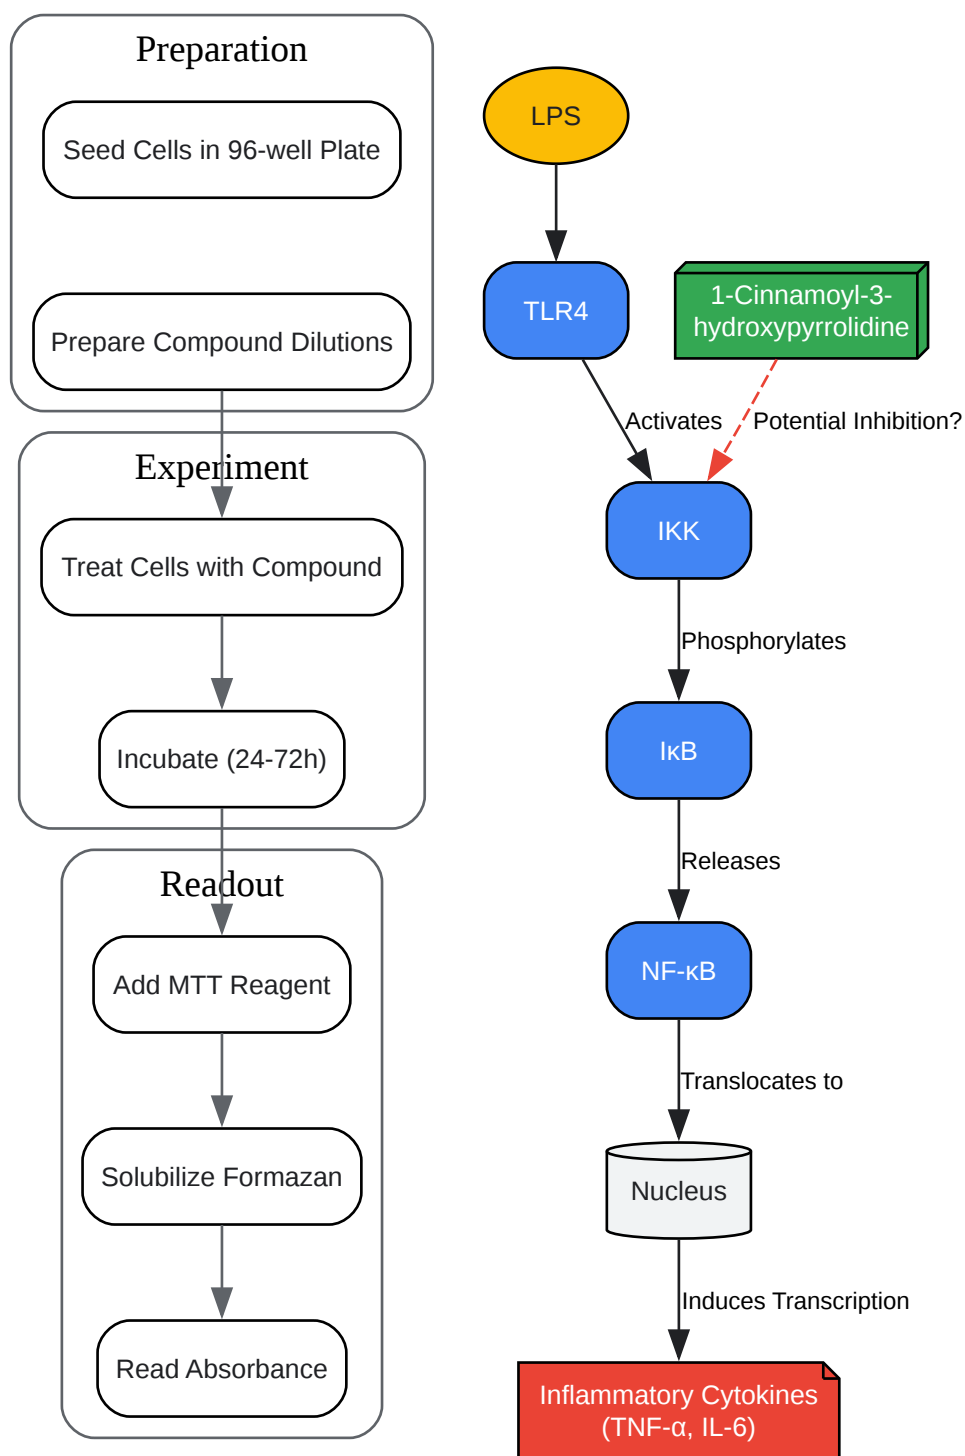 Preparation
Seed Cells in 96-well Plate
Prepare Compound Dilutions
Experiment
Treat Cells with Compound
Incubate (24-72h)
Readout
Add MTT Reagent
Solubilize Formazan
Read Absorbance
LPS
TLR4
1-Cinnamoyl-3-
hydroxypyrrolidine
Activates
Potential Inhibition?
IKK
Phosphorylates
IκB
Releases
NF-κB
Translocates to
Nucleus
Induces Transcription
Inflammatory Cytokines
(TNF-α, IL-6)